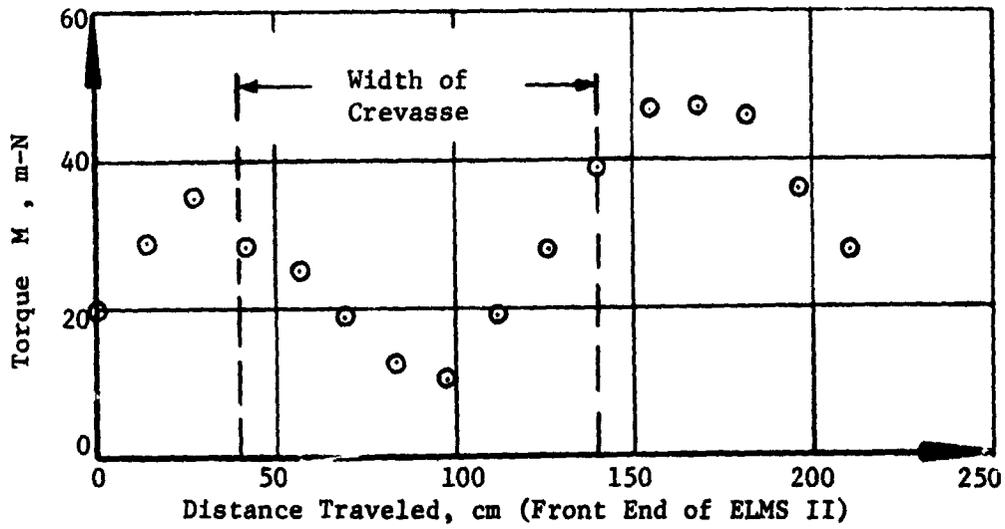 60
40
20
0
Torque M , m-N
Width of
Crevasse
0 50 100 150 200 250
Distance Traveled, cm (Front End of ELMS II)